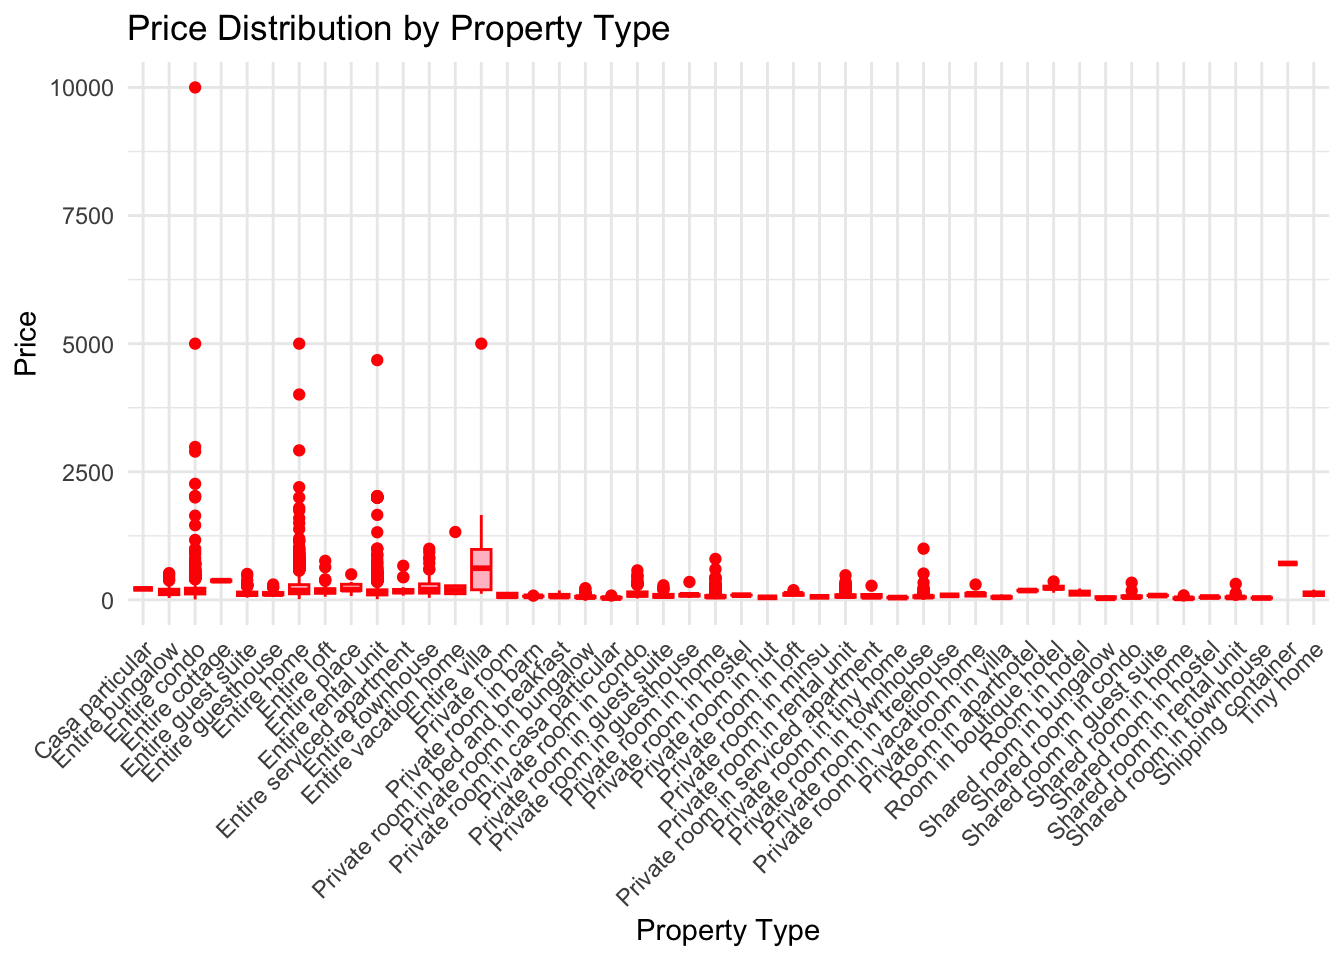 Price Distribution by Property Type
10000
7500
5000
2500
0
Price
Casa particular
Entire bungalow
Entire condo
Entire cottage
Entire guest suite
Entire guesthouse
Entire home
Entire loft
Entire place
Entire rental unit
Entire serviced apartment
Entire townhouse
Entire vacation home
Entire villa
Private room
Private room in barn
Private room in bed and breakfast
Private room in bungalow
Private room in casa particular
Private room in condo
Private room in guest suite
Private room in guesthouse
Private room in home
Private room in hostel
Private room in hut
Private room in loft
Private room in minsu
Private room in rental unit
Private room in serviced apartment
Private room in tiny home
Private room in townhouse
Private room in treehouse
Private room in vacation home
Private room in villa
Room in aparthotel
Room in boutique hotel
Room in hotel
Shared room in bungalow
Shared room in condo
Shared room in guest suite
Shared room in home
Shared room in hostel
Shared room in rental unit
Shared room in townhouse
Shipping container
Tiny home
Property Type